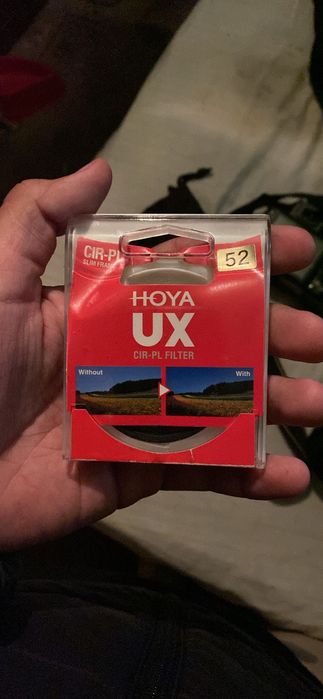 CIR-PL
SLIM FRAME
52
HOYA
UX
CIR-PL FILTER
Without
With